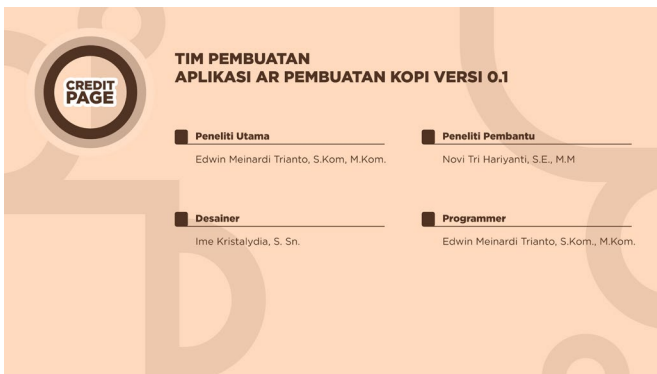 CREDIT
PAGE
TIM PEMBUATAN
APLIKASI AR PEMBUATAN KOPI VERSI 0.1
Peneliti Utama
Edwin Meinardi Trianto, S.Kom, M.Kom.
Peneliti Pembantu
Novi Tri Hariyanti, S.E., M.M
Desainer
Ime Kristalydia, S. Sn.
Programmer
Edwin Meinardi Trianto, S.Kom., M.Kom.